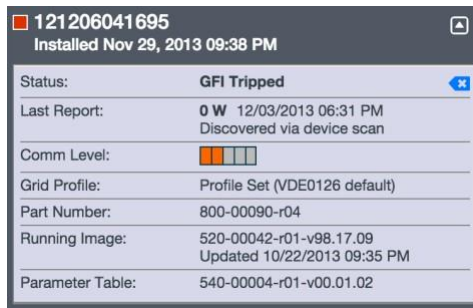 121206041695
Installed Nov 29, 2013 09:38 PM
Status: GFI Tripped
Last Report: 0 W 12/03/2013 06:31 PM
Discovered via device scan
Comm Level:
Grid Profile: Profile Set (VDE0126 default)
Part Number: 800-00090-r04
Running Image: 520-00042-r01-v98.17.09
Updated 10/22/2013 09:35 PM
Parameter Table: 540-00004-r01-v00.01.02